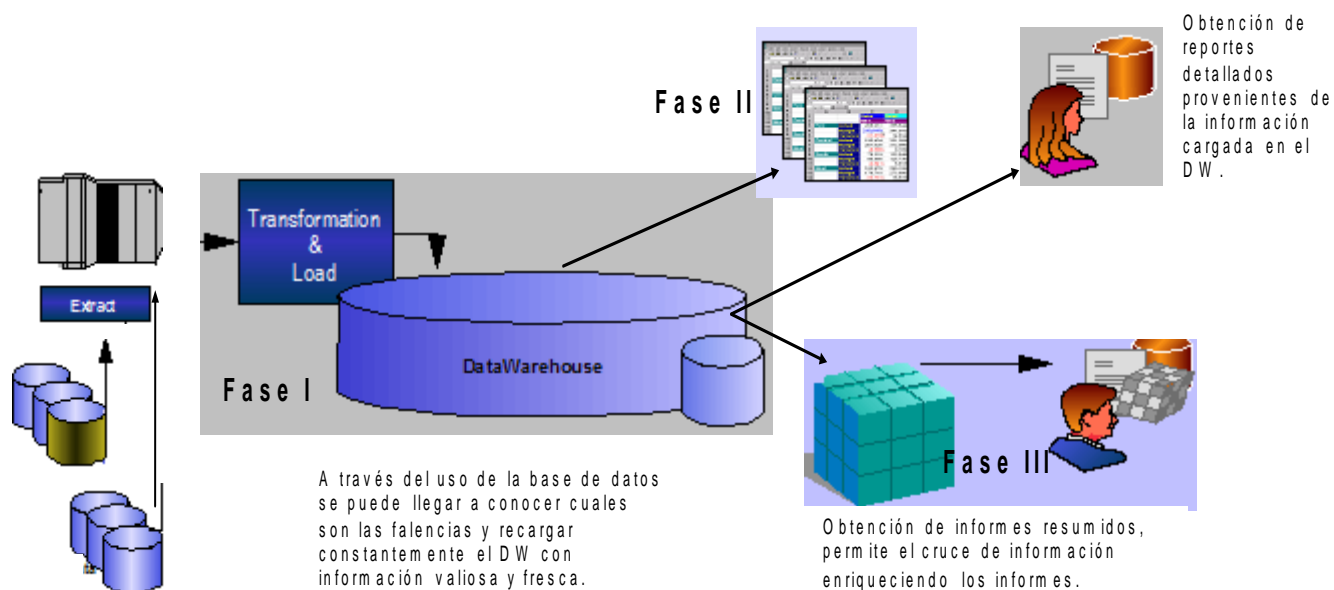 Obtención de
reportes
detallados
provenientes de
la información
cargada en el
DW.
Fase II
Transformation
&
Load
Extract
DataWarehouse
Fase I
Fase III
A través del uso de la base de datos
se puede llegar a conocer cuales
son las falencias y recargar
constantemente el DW con
información valiosa y fresca.
Obtención de informes resumidos,
permite el cruce de información
enriqueciendo los informes.